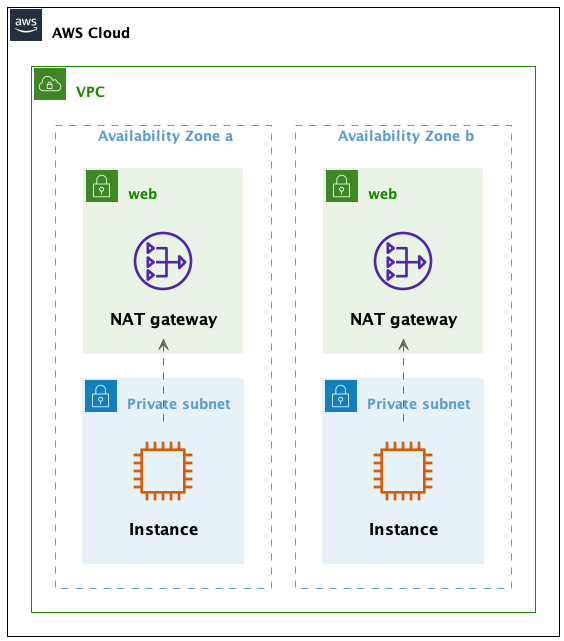 aws
AWS Cloud
VPC
Availability Zone a
web
NAT gateway
Private subnet
Instance
Availability Zone b
web
NAT gateway
Private subnet
Instance